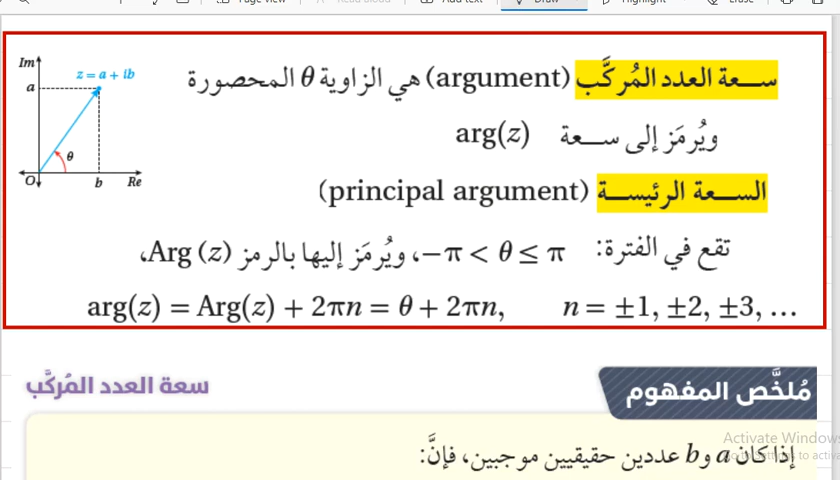 Page view
Read aloud
Add text
Draw
Highlight
Erase
سعة العدد المُركَّب (argument) هي الزاوية θ المحصورة
ويُرمَز إلى سعة arg(z)
السعة الرئيسة (principal argument)
تقع في الفترة: −π < θ ≤ π، ويُرمَز إليها بالرمز Arg (z)،
arg(z) = Arg(z) + 2πn = θ + 2πn, n = ±1, ±2, ±3, …
Im
z = a + ib
a
θ
O
b
Re
مُلخَّص المفهوم
سعة العدد المُركَّب
إذا كان a و b عددين حقيقيين موجبين، فإنَّ:
Activate Windows